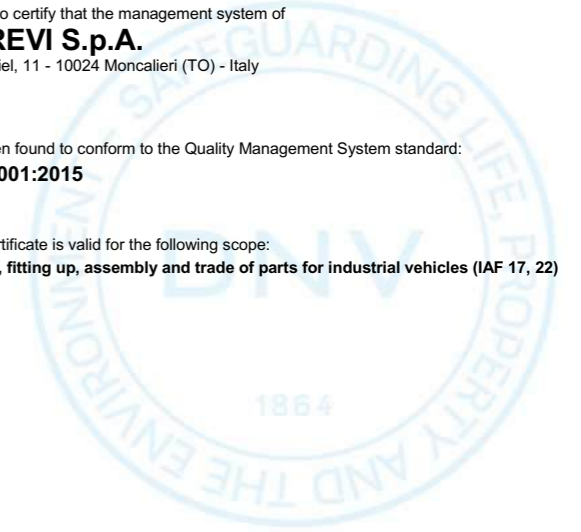 o certify that the management system of
REVI S.p.A.
iel, 11 - 10024 Moncalieri (TO) - Italy
en found to conform to the Quality Management System standard:
001:2015
rtificate is valid for the following scope:
, fitting up, assembly and trade of parts for industrial vehicles (IAF 17, 22)
SAFEGUARDING LIFE, PROPERTY AND THE ENVIRONMENT
DNV
1864